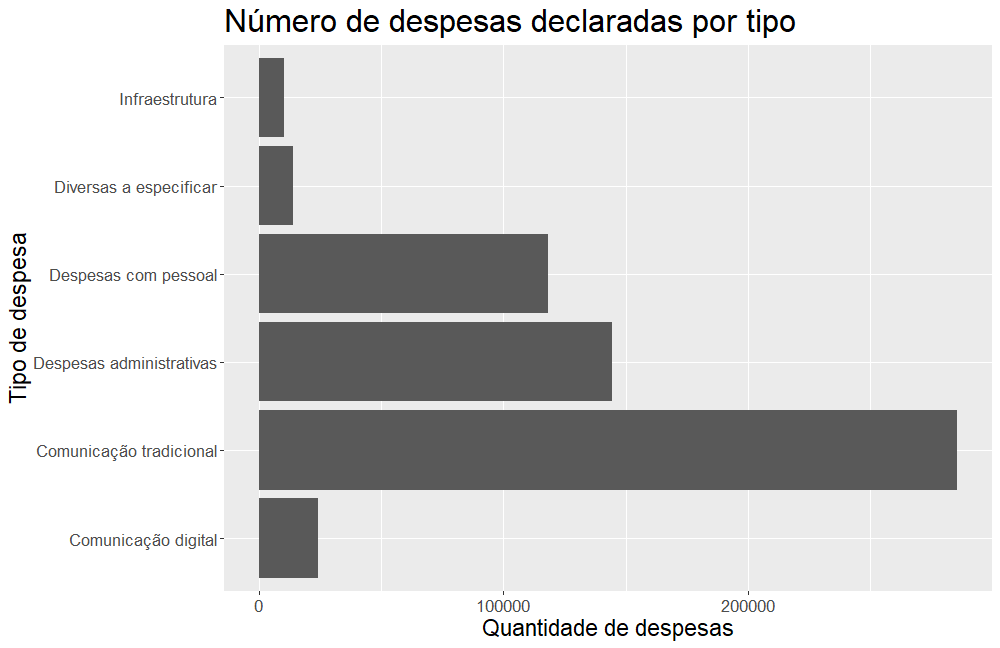 Número de despesas declaradas por tipo
Tipo de despesa
Infraestrutura
Diversas a especificar
Despesas com pessoal
Despesas administrativas
Comunicação tradicional
Comunicação digital
0 100000 200000
Quantidade de despesas